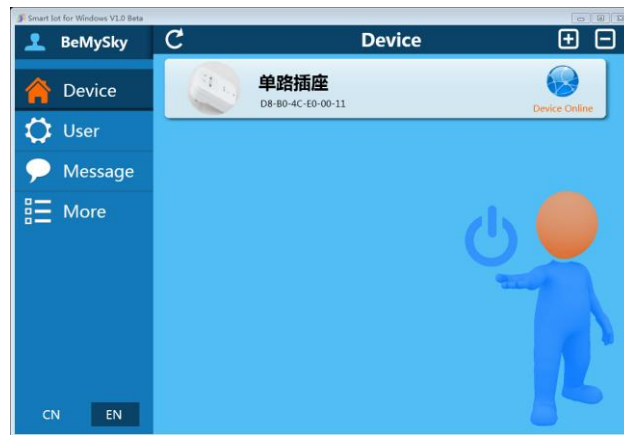 Smart Iot for Windows V1.0 Beta
BeMySky
Device
Device
单路插座
D8-B0-4C-E0-00-11
Device Online
User
Message
More
CN
EN